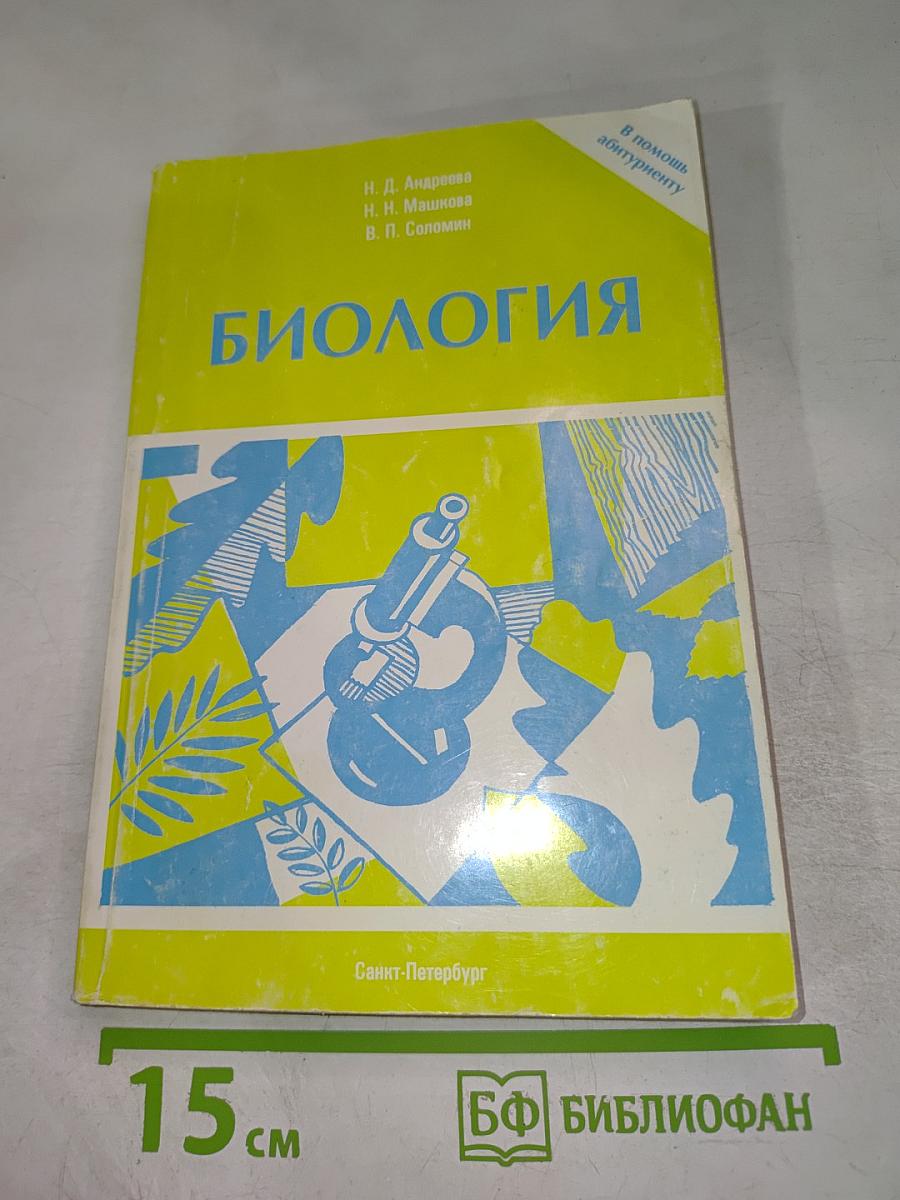 В помощь
абитуриенту
Н. Д. Андреева
Н. Н. Машкова
В. П. Соломин
БИОЛОГИЯ
Санкт-Петербург
15 см
БФ БИБЛИОФАН